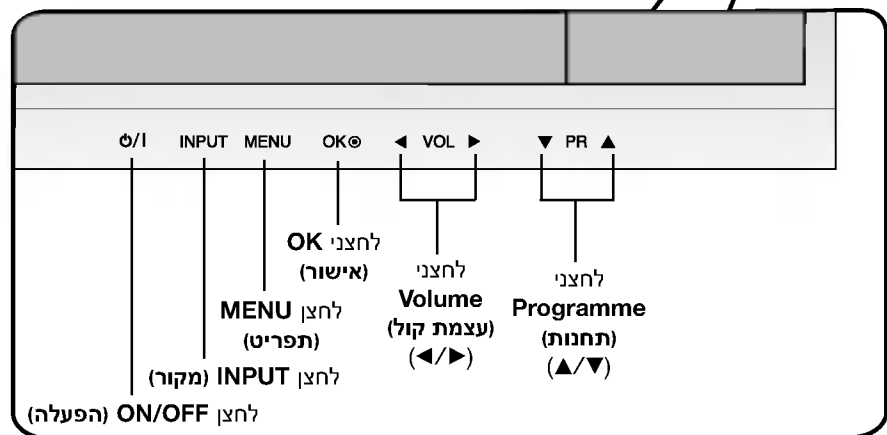 ⏻/I INPUT MENU OK◉ ◀ VOL ▶ ▼ PR ▲
לחצני OK
(אישור)
לחצני
Volume
(עצמת קול)
(◀/▶)
לחצני
Programme
(תחנות)
(▲/▼)
לחצן MENU
(תפריט)
לחצן INPUT (מקור)
לחצן ON/OFF (הפעלה)